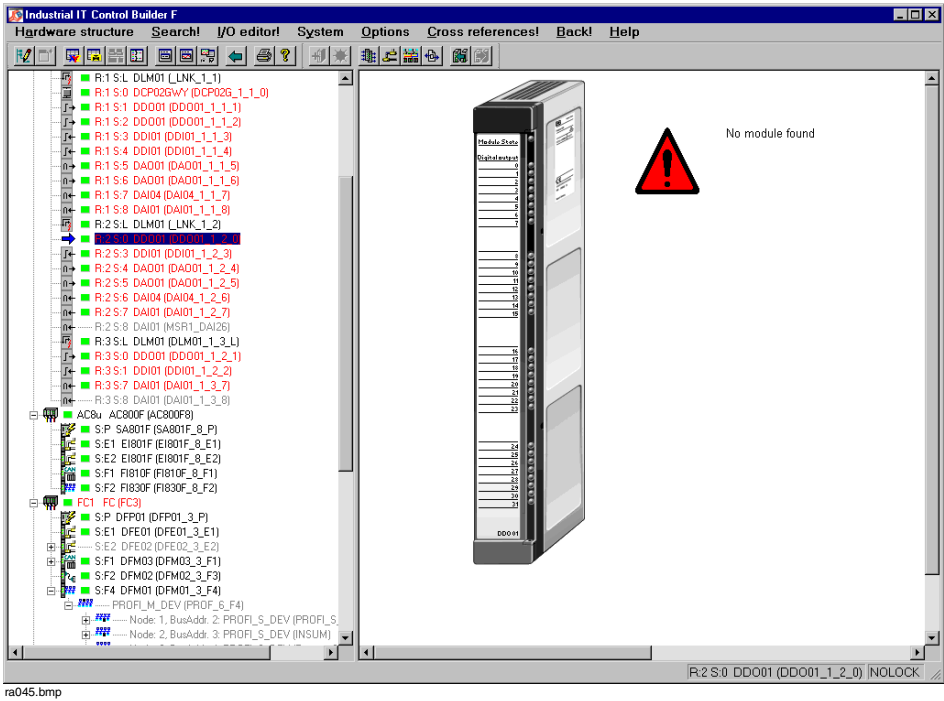 Industrial IT Control Builder F
Hardware structure Search! I/O editor! System Options Cross references! Back! Help
R:1 S:L DLM01 (_LNK_1_1)
R:1 S:0 DCP02GWY (DCP02G_1_1_0)
R:1 S:1 DDO01 (DDO01_1_1_1)
R:1 S:2 DDO01 (DDO01_1_1_2)
R:1 S:3 DDI01 (DDI01_1_1_3)
R:1 S:4 DDI01 (DDI01_1_1_4)
R:1 S:5 DAO01 (DAO01_1_1_5)
R:1 S:6 DAO01 (DAO01_1_1_6)
R:1 S:7 DAI04 (DAI04_1_1_7)
R:1 S:8 DAI01 (DAI01_1_1_8)
R:2 S:L DLM01 (_LNK_1_2)
R:2 S:0 DDO01 (DDO01_1_2_0)
R:2 S:3 DDI01 (DDI01_1_2_3)
R:2 S:4 DAO01 (DAO01_1_2_4)
R:2 S:5 DAO01 (DAO01_1_2_5)
R:2 S:6 DAI04 (DAI04_1_2_6)
R:2 S:7 DAI01 (DAI01_1_2_7)
R:2 S:8 DAI01 (MSR1_DAI26)
R:3 S:L DLM01 (DLM01_1_3_L)
R:3 S:0 DDO01 (DDO01_1_2_1)
R:3 S:1 DDI01 (DDI01_1_2_2)
R:3 S:7 DAI01 (DAI01_1_3_7)
R:3 S:8 DAI01 (DAI01_1_3_8)
AC8u AC800F (AC800F8)
S:P SA801F (SA801F_8_P)
S:E1 EI801F (EI801F_8_E1)
S:E2 EI801F (EI801F_8_E2)
S:F1 FI810F (FI810F_8_F1)
S:F2 FI830F (FI830F_8_F2)
FC1 FC (FC3)
S:P DFP01 (DFP01_3_P)
S:E1 DFE01 (DFE01_3_E1)
S:E2 DFE02 (DFE02_3_E2)
S:F1 DFM03 (DFM03_3_F1)
S:F2 DFM02 (DFM02_3_F3)
S:F4 DFM01 (DFM01_3_F4)
PROFI_M_DEV (PROF_6_F4)
Node: 1, BusAddr. 2: PROFI_S_DEV (PROFI_S_
Node: 2, BusAddr. 3: PROFI_S_DEV (INSUM)
Module State
Digital output
0
1
2
3
4
5
6
7
8
9
10
11
12
13
14
15
16
17
18
19
20
21
22
23
24
25
26
27
28
29
30
31
DDO01
No module found
R:2 S:0 DDO01 (DDO01_1_2_0) NOLOCK
ra045.bmp